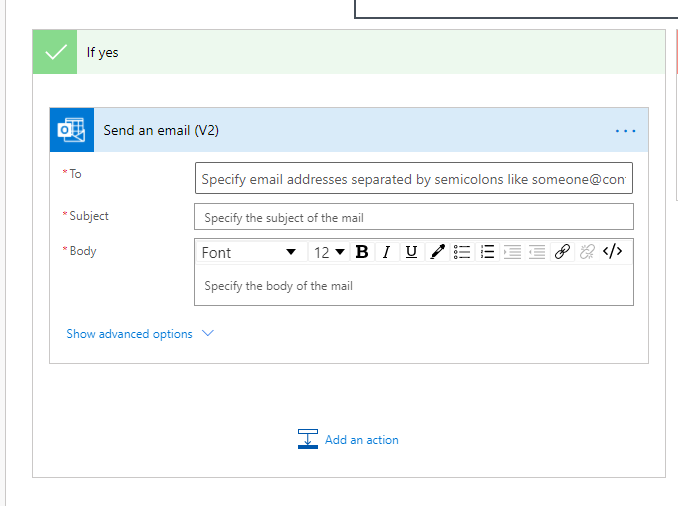 If yes
Send an email (V2)
* To
Specify email addresses separated by semicolons like someone@con
* Subject
Specify the subject of the mail
* Body
Font 12 B I U </>
Specify the body of the mail
Show advanced options
Add an action